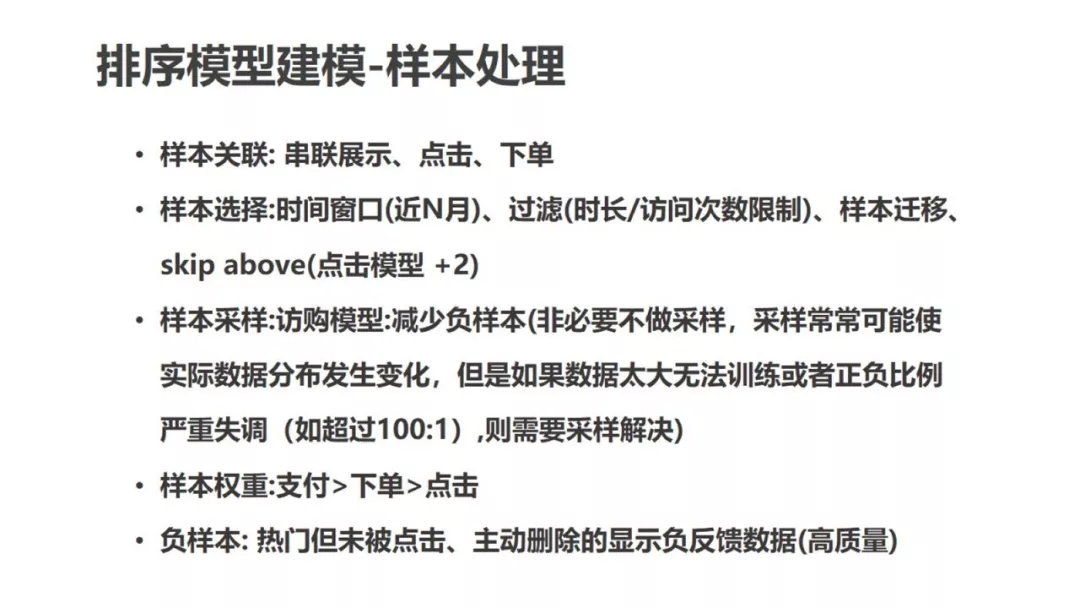 排序模型建模-样本处理
• 样本关联: 串联展示、点击、下单
• 样本选择:时间窗口(近N月)、过滤(时长/访问次数限制)、样本迁移、
skip above(点击模型 +2)
• 样本采样:访购模型:减少负样本(非必要不做采样，采样常常可能使
实际数据分布发生变化，但是如果数据太大无法训练或者正负比例
严重失调（如超过100:1）,则需要采样解决)
• 样本权重:支付>下单>点击
• 负样本: 热门但未被点击、主动删除的显示负反馈数据(高质量)